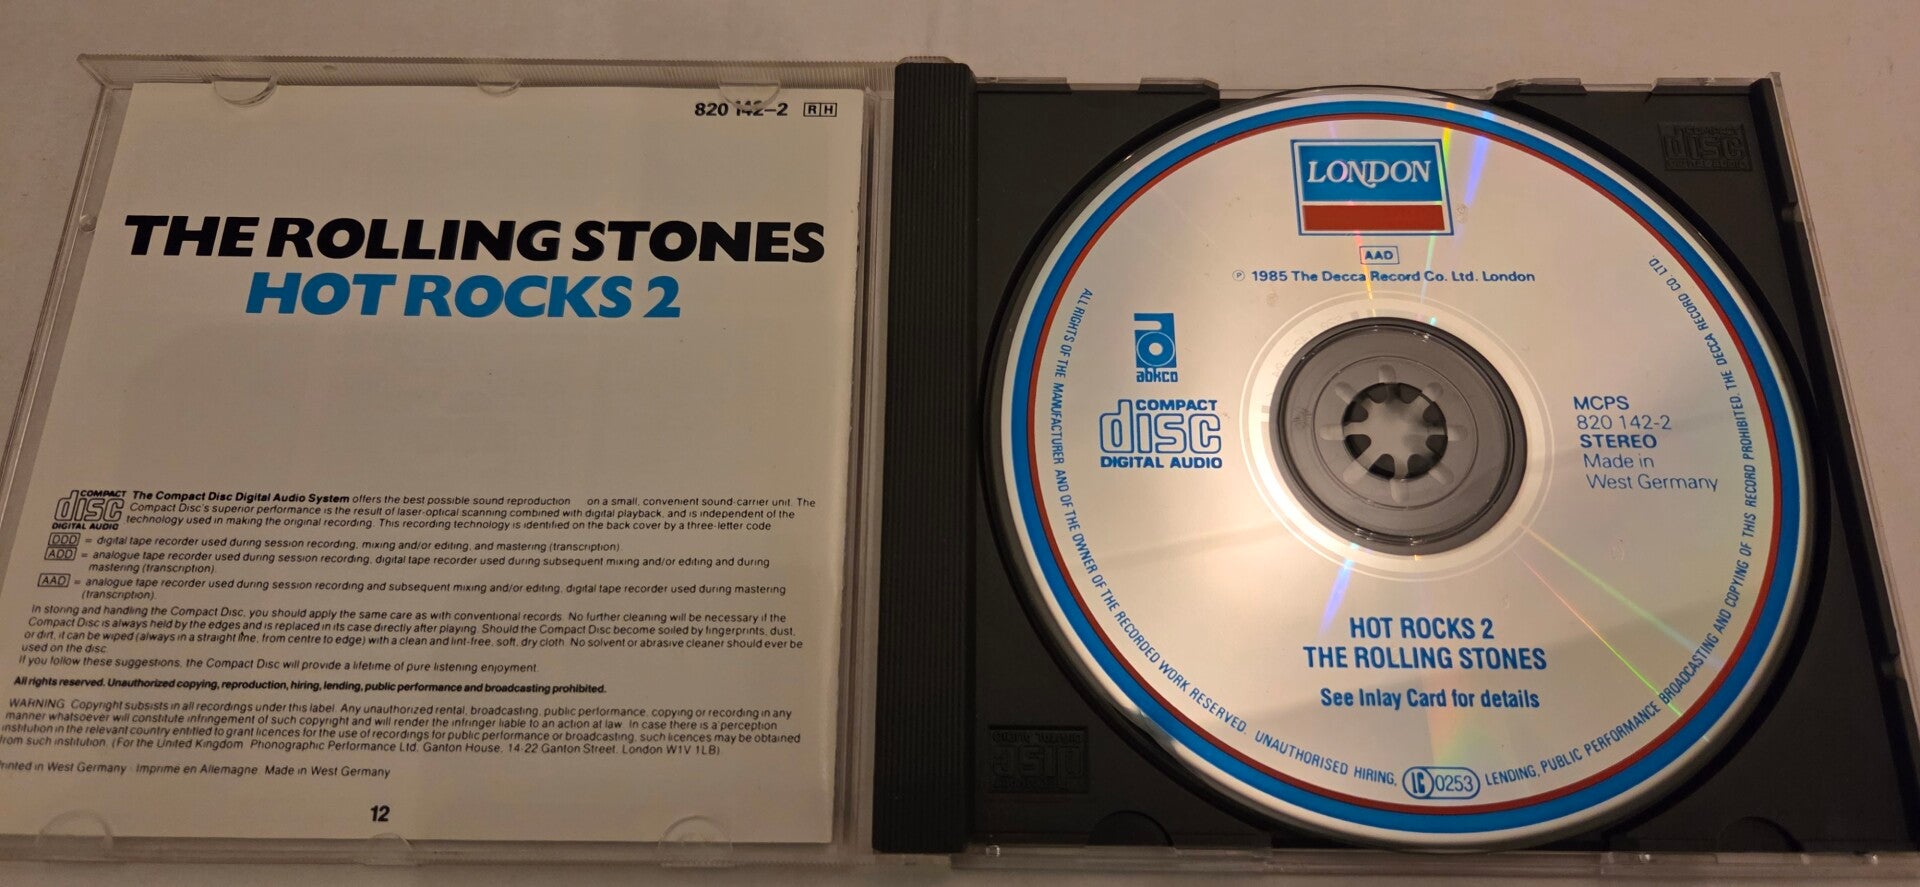 820 142–2 RH
THE ROLLING STONES
HOT ROCKS 2
COMPACT
disc
DIGITAL AUDIO
The Compact Disc Digital Audio System offers the best possible sound reproduction on a small, convenient sound-carrier unit. The
Compact Disc's superior performance is the result of laser-optical scanning combined with digital playback, and is independent of the
technology used in making the original recording. This recording technology is identified on the back cover by a three-letter code
DDD = digital tape recorder used during session recording, mixing and/or editing, and mastering (transcription).
ADD = analogue tape recorder used during session recording, digital tape recorder used during subsequent mixing and/or editing and during
mastering (transcription).
AAD = analogue tape recorder used during session recording and subsequent mixing and/or editing, digital tape recorder used during mastering
(transcription).
In storing and handling the Compact Disc, you should apply the same care as with conventional records. No further cleaning will be necessary if the
Compact Disc is always held by the edges and is replaced in its case directly after playing. Should the Compact Disc become soiled by fingerprints, dust,
or dirt, it can be wiped (always in a straight line, from centre to edge) with a clean and lint-free, soft, dry cloth. No solvent or abrasive cleaner should ever be
used on the disc.
If you follow these suggestions, the Compact Disc will provide a lifetime of pure listening enjoyment.
All rights reserved. Unauthorized copying, reproduction, hiring, lending, public performance and broadcasting prohibited.
WARNING. Copyright subsists in all recordings under this label. Any unauthorized rental, broadcasting, public performance, copying or recording in any
manner whatsoever will constitute infringement of such copyright and will render the infringer liable to an action at law. In case there is a perception
institution in the relevant country entitled to grant licences for the use of recordings for public performance or broadcasting, such licences may be obtained
from such institution. (For the United Kingdom Phonographic Performance Ltd, Ganton House, 14-22 Ganton Street, London W1V 1LB)
Printed in West Germany · Imprimé en Allemagne Made in West Germany
12
LONDON
AAD
℗ 1985 The Decca Record Co. Ltd. London
abkco
COMPACT
disc
DIGITAL AUDIO
MCPS
820 142-2
STEREO
Made in
West Germany
HOT ROCKS 2
THE ROLLING STONES
See Inlay Card for details
ALL RIGHTS OF THE MANUFACTURER AND OF THE OWNER OF THE RECORDED WORK RESERVED. UNAUTHORISED HIRING, LC 0253 LENDING, PUBLIC PERFORMANCE BROADCASTING AND COPYING OF THIS RECORD PROHIBITED. THE DECCA RECORD CO. LTD.
COMPACT
disc
DIGITAL AUDIO
disc
DIGITAL AUDIO